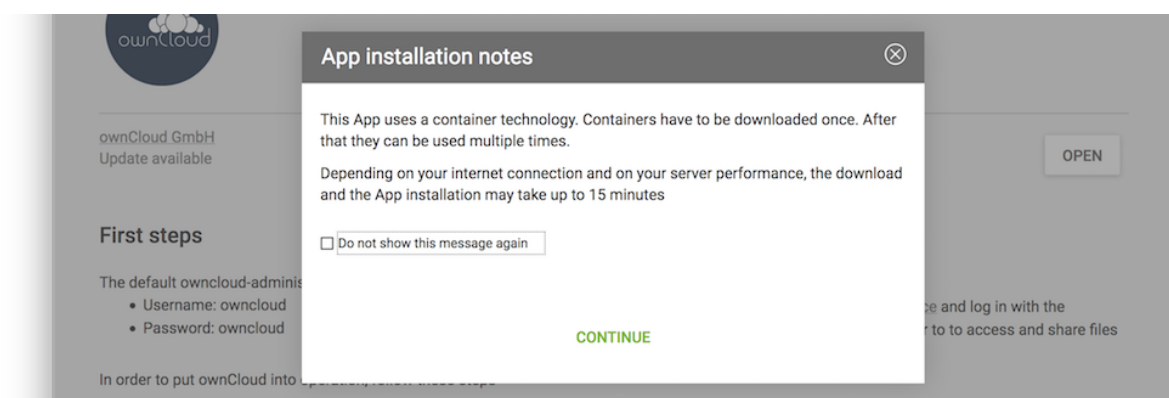 ownCloud
App installation notes
This App uses a container technology. Containers have to be downloaded once. After
that they can be used multiple times.
Depending on your internet connection and on your server performance, the download
and the App installation may take up to 15 minutes
Do not show this message again
CONTINUE
ownCloud GmbH
Update available
OPEN
First steps
The default owncloud-adminis
• Username: owncloud
• Password: owncloud
and log in with the
to to access and share files
In order to put ownCloud into operation, follow these steps